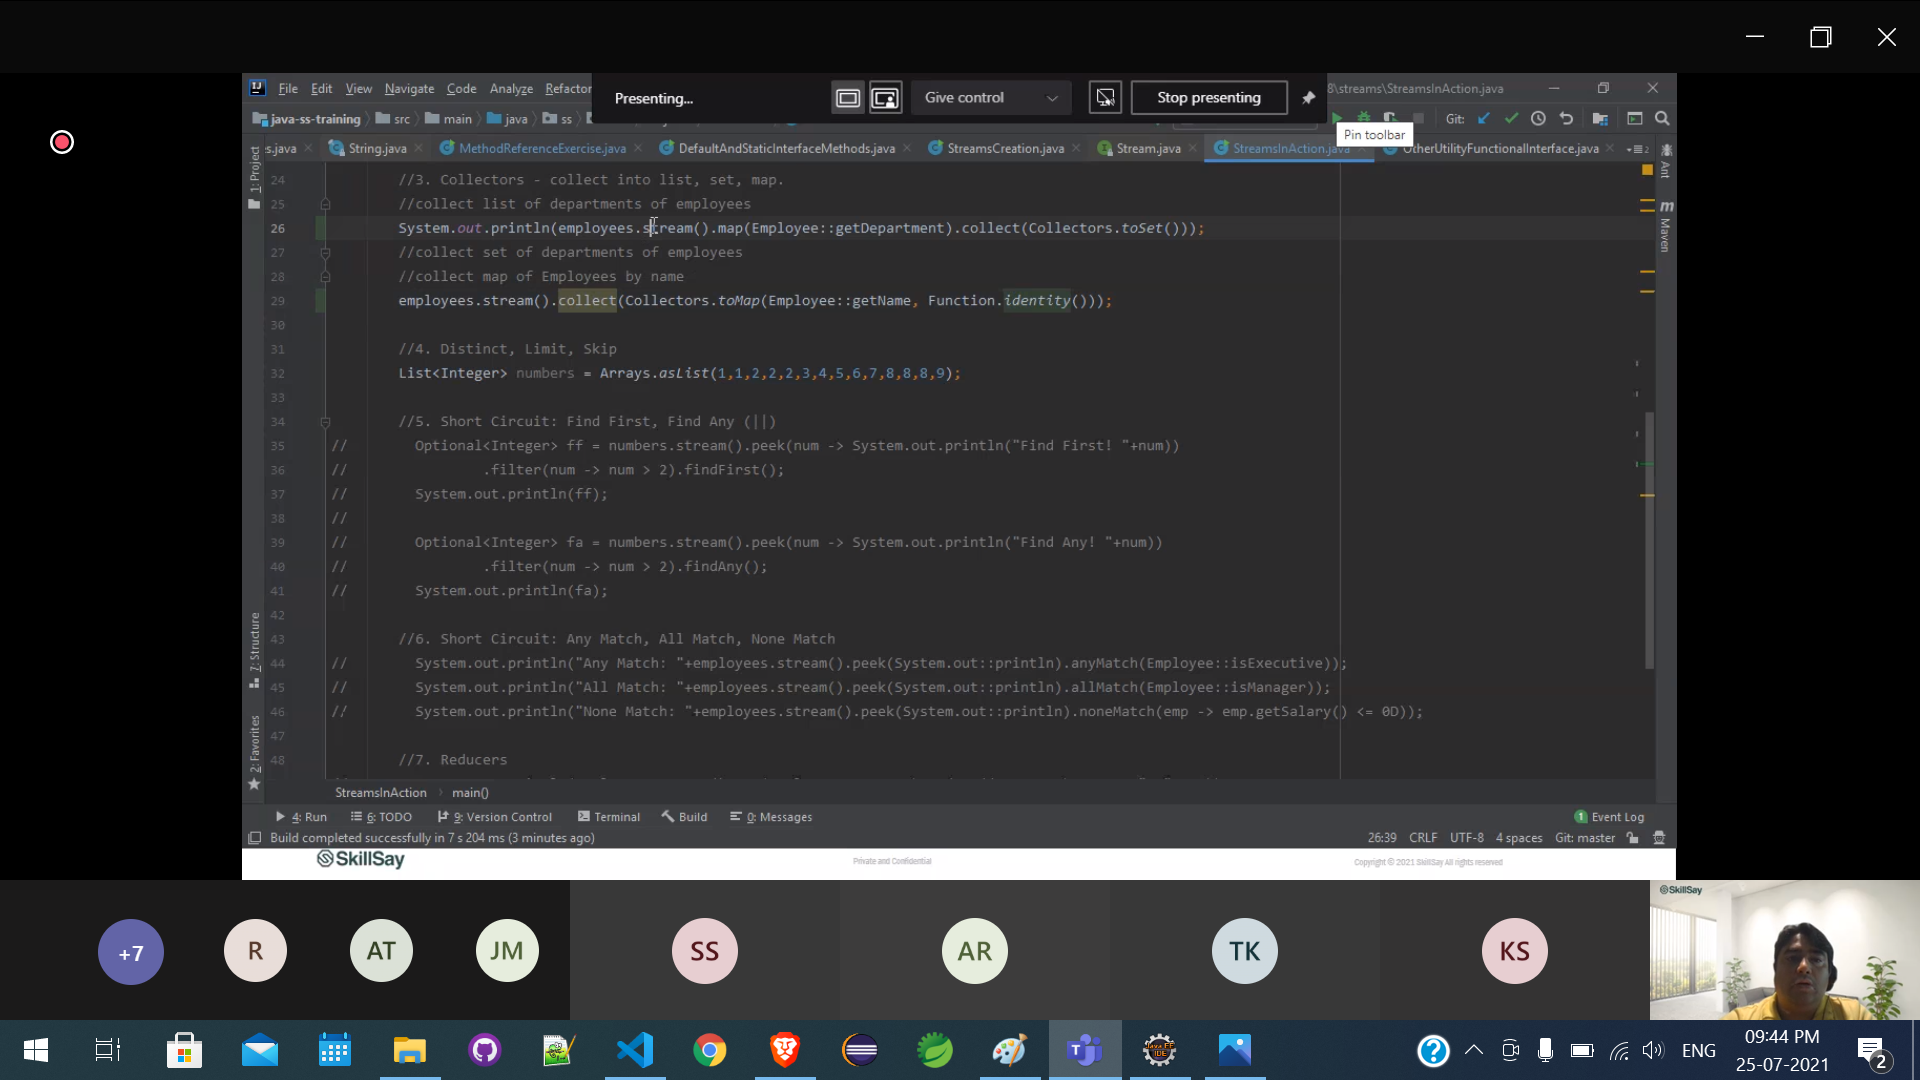 File Edit View Navigate Code Analyze Refactor
Presenting...
Give control
Stop presenting
8\streams\StreamsInAction.java
java-ss-training src main java ss
Git:
Pin toolbar
s.java String.java MethodReferenceExercise.java DefaultAndStaticInterfaceMethods.java StreamsCreation.java Stream.java StreamsInAction.java OtherUtilityFunctionalInterface.java
1: Project
Ant
Maven
7: Structure
2: Favorites
24 //3. Collectors - collect into list, set, map.
25 //collect list of departments of employees
26 System.out.println(employees.stream().map(Employee::getDepartment).collect(Collectors.toSet()));
27 //collect set of departments of employees
28 //collect map of Employees by name
29 employees.stream().collect(Collectors.toMap(Employee::getName, Function.identity()));
30
31 //4. Distinct, Limit, Skip
32 List<Integer> numbers = Arrays.asList(1,1,2,2,2,3,4,5,6,7,8,8,8,9);
33
34 //5. Short Circuit: Find First, Find Any (||)
35 // Optional<Integer> ff = numbers.stream().peek(num -> System.out.println("Find First! "+num))
36 // .filter(num -> num > 2).findFirst();
37 // System.out.println(ff);
38 //
39 // Optional<Integer> fa = numbers.stream().peek(num -> System.out.println("Find Any! "+num))
40 // .filter(num -> num > 2).findAny();
41 // System.out.println(fa);
42
43 //6. Short Circuit: Any Match, All Match, None Match
44 // System.out.println("Any Match: "+employees.stream().peek(System.out::println).anyMatch(Employee::isExecutive));
45 // System.out.println("All Match: "+employees.stream().peek(System.out::println).allMatch(Employee::isManager));
46 // System.out.println("None Match: "+employees.stream().peek(System.out::println).noneMatch(emp -> emp.getSalary() <= 0D));
47
48 //7. Reducers
StreamsInAction main()
4: Run 6: TODO 9: Version Control Terminal Build 0: Messages 1 Event Log
Build completed successfully in 7 s 204 ms (3 minutes ago) 26:39 CRLF UTF-8 4 spaces Git: master
SkillSay Private and Confidential Copyright © 2021 SkillSay All rights reserved
SkillSay
+7 R AT JM SS AR TK KS
ENG
09:44 PM
25-07-2021
2